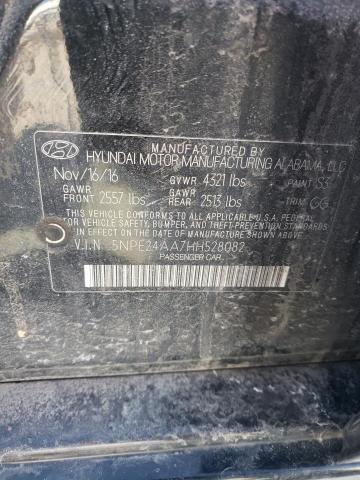 MANUFACTURED BY
HYUNDAI MOTOR MANUFACTURING ALABAMA, LLC
Nov/16/16 GVWR 4321 lbs PAINT S3
GAWR FRONT 2557 lbs GAWR REAR 2513 lbs TRIM GG
THIS VEHICLE CONFORMS TO ALL APPLICABLE FEDERAL
SAFETY, BUMPER, AND THEFT PREVENTION STANDARDS
IN EFFECT ON THE DATE OF MANUFACTURE SHOWN ABOVE.
V.I.N. 5NPE24AA7HH528082
PASSENGER CAR